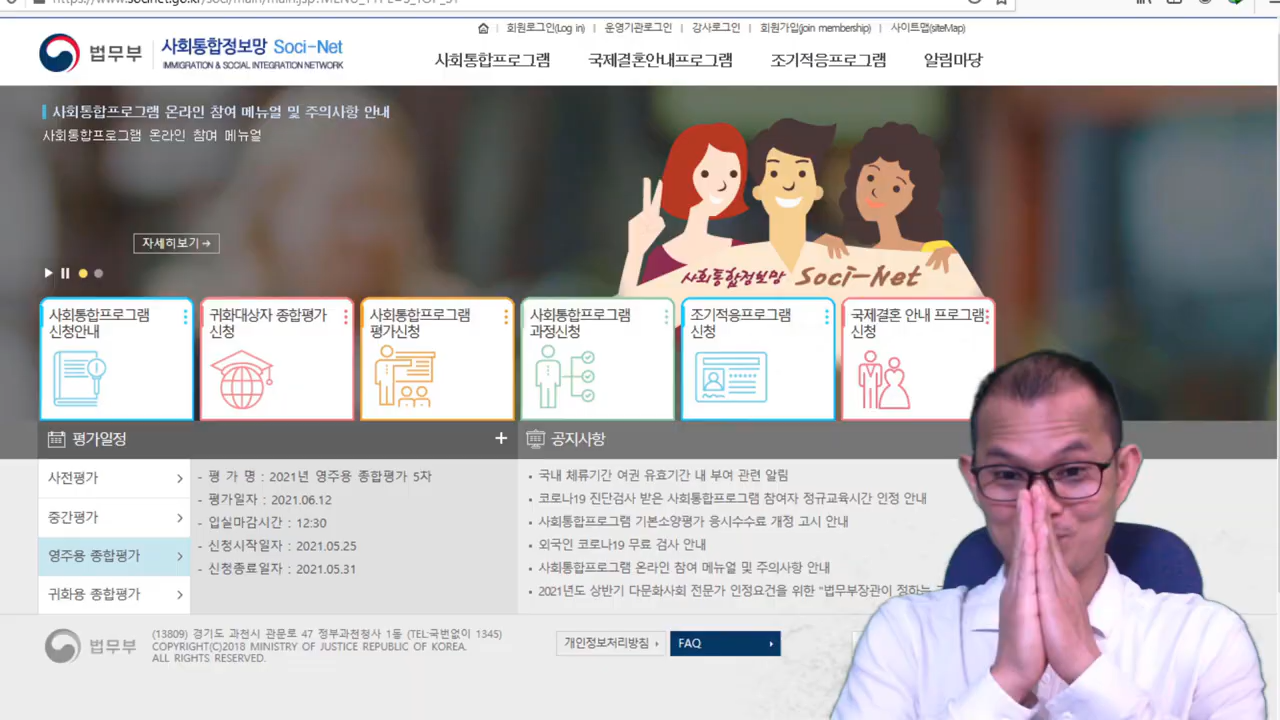 회원로그인(Log in) | 운영기관로그인 | 강사로그인 | 회원가입(join membership) | 사이트맵(siteMap)
법무부
사회통합정보망 Soci-Net
IMMIGRATION & SOCIAL INTEGRATION NETWORK
사회통합프로그램 국제결혼안내프로그램 조기적응프로그램 알림마당
사회통합프로그램 온라인 참여 메뉴얼 및 주의사항 안내
사회통합프로그램 온라인 참여 메뉴얼
자세히보기
사회통합정보망 Soci-Net
사회통합프로그램
신청안내
귀화대상자 종합평가
신청
사회통합프로그램
평가신청
사회통합프로그램
과정신청
조기적응프로그램
신청
국제결혼 안내 프로그램
신청
평가일정
사전평가
중간평가
영주용 종합평가
귀화용 종합평가
- 평 가 명 : 2021년 영주용 종합평가 5차
- 평가일자 : 2021.06.12
- 입실마감시간 : 12:30
- 신청시작일자 : 2021.05.25
- 신청종료일자 : 2021.05.31
공지사항
국내 체류기간 여권 유효기간 내 부여 관련 알림
코로나19 진단검사 받은 사회통합프로그램 참여자 정규교육시간 인정 안내
사회통합프로그램 기본소양평가 응시수수료 개정 고시 안내
외국인 코로나19 무료 검사 안내
사회통합프로그램 온라인 참여 메뉴얼 및 주의사항 안내
2021년도 상반기 다문화사회 전문가 인정요건을 위한 "법무부장관이 정하는
법무부
(13809) 경기도 과천시 관문로 47 정부과천청사 1동 (TEL:국번없이 1345)
COPYRIGHT(C)2018 MINISTRY OF JUSTICE REPUBLIC OF KOREA.
ALL RIGHTS RESERVED.
개인정보처리방침
FAQ